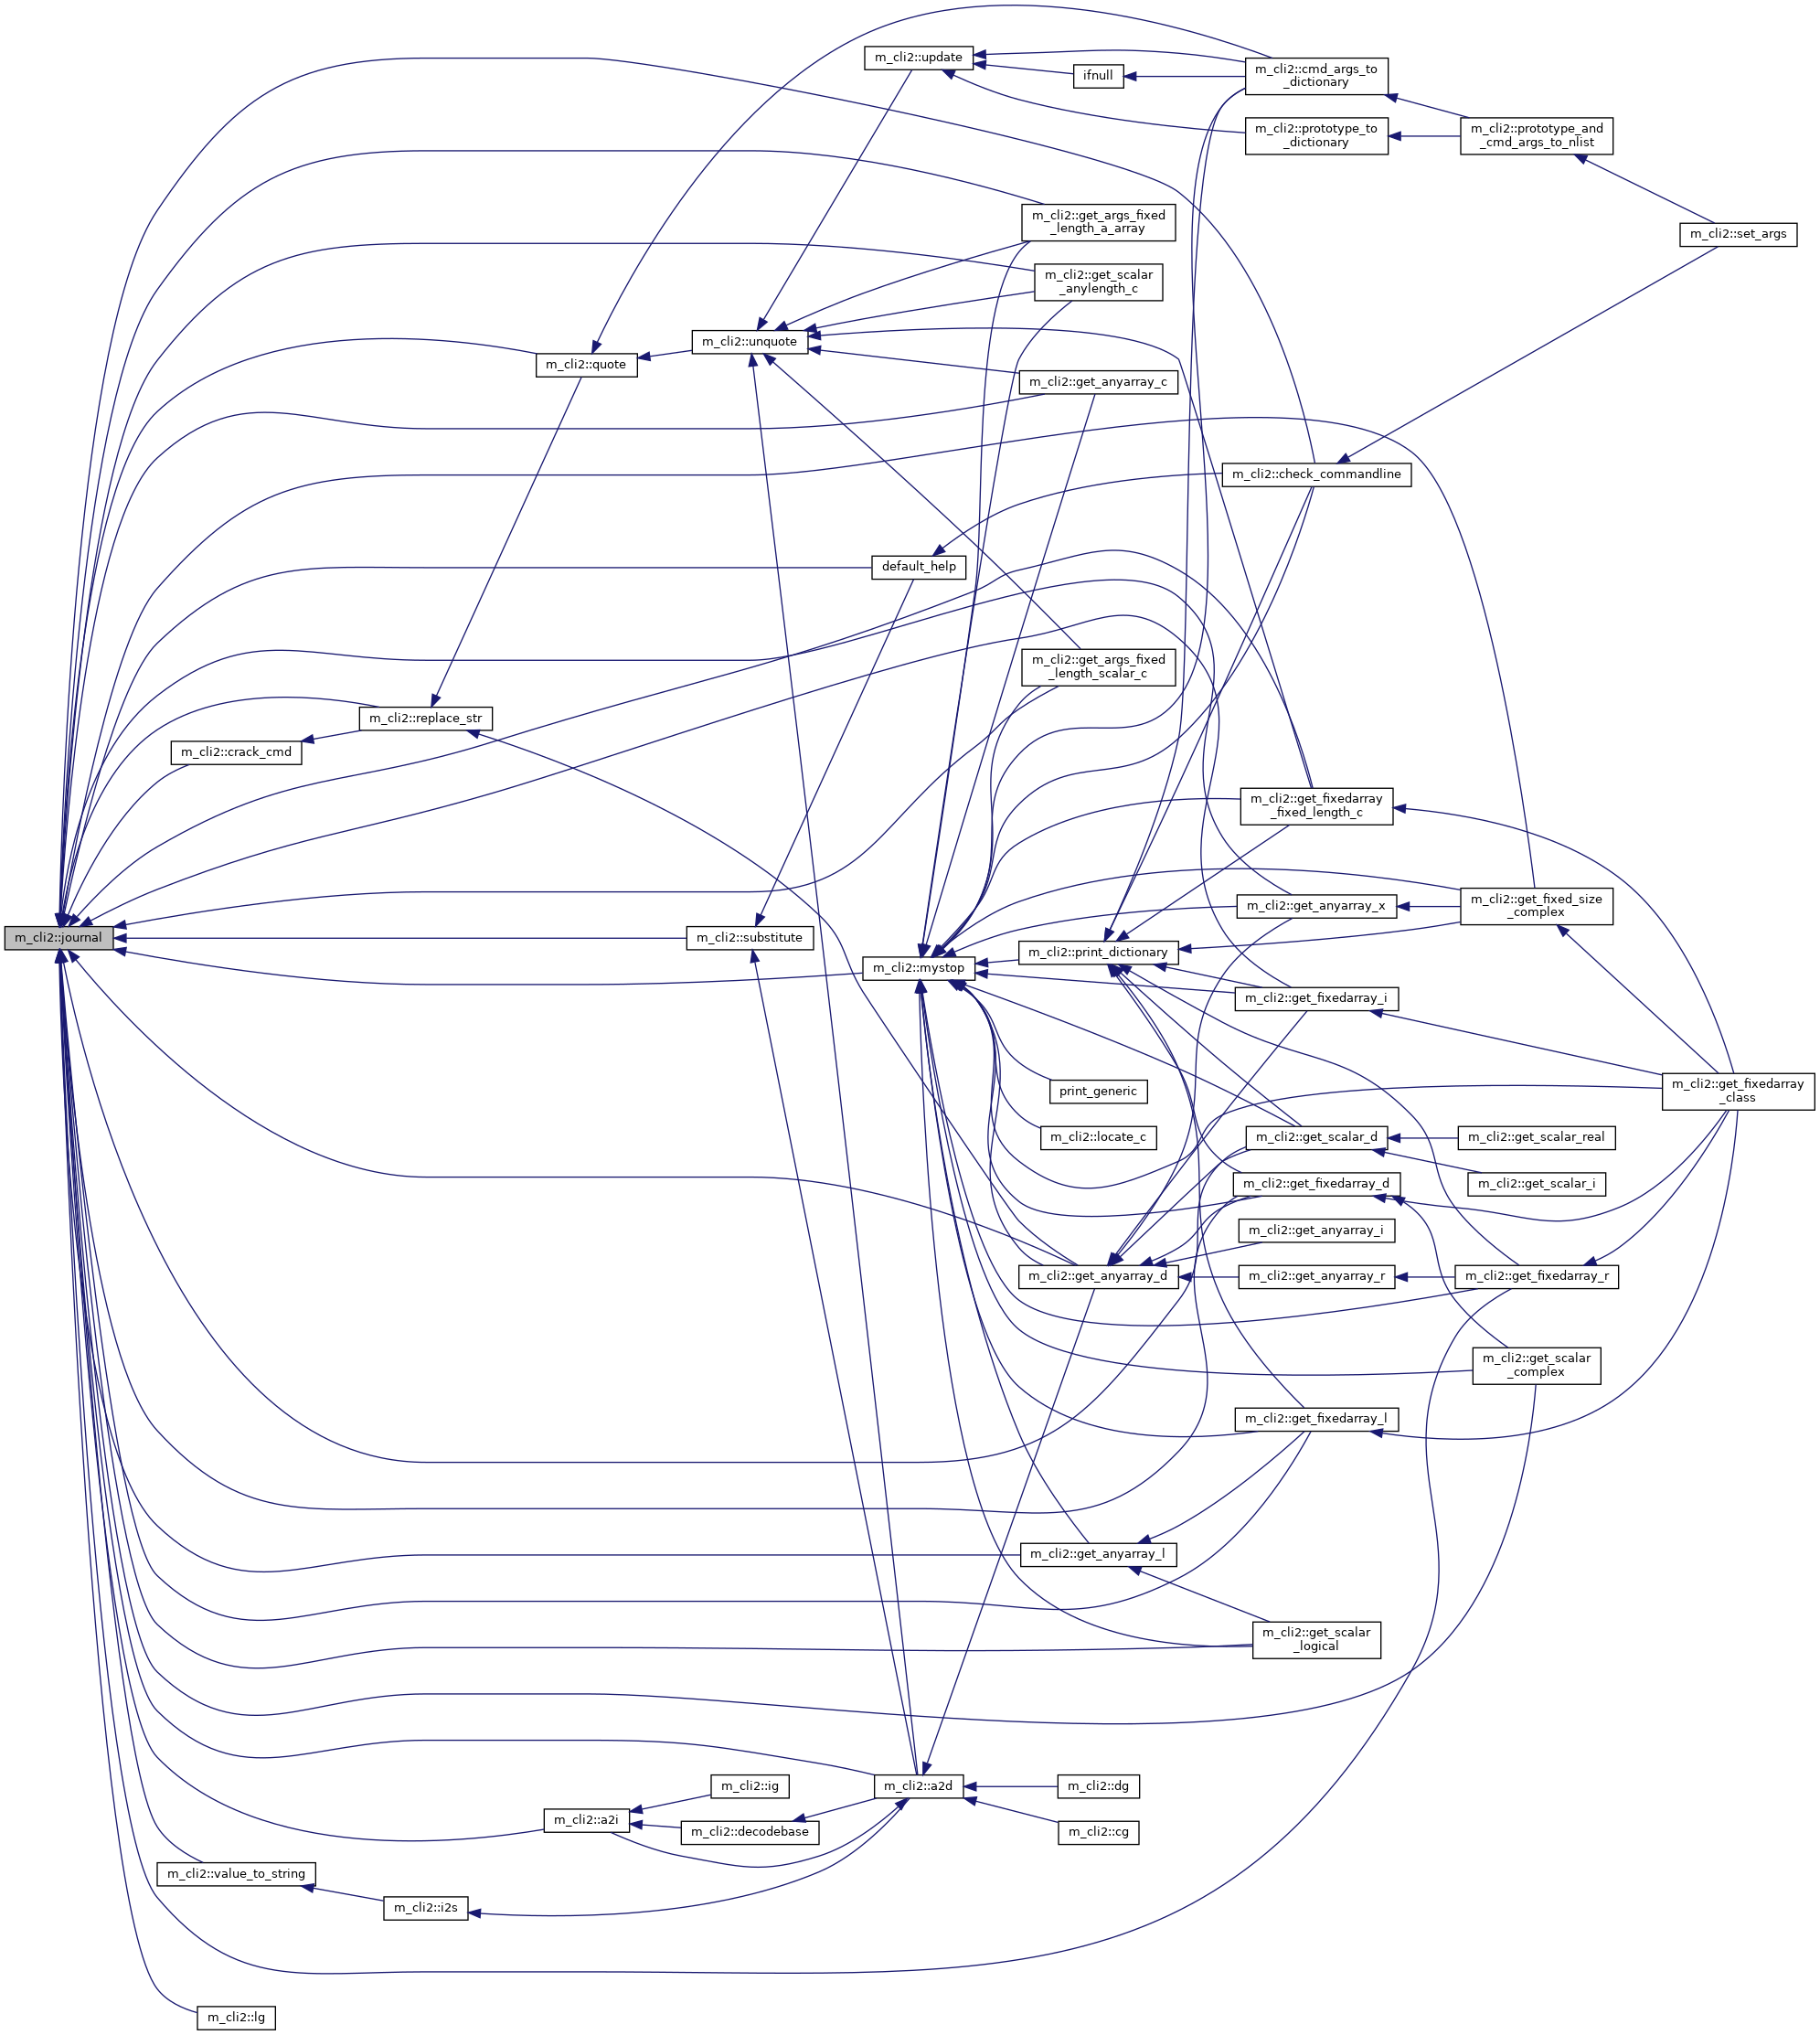 m_cli2::update
m_cli2::cmd_args_to
_dictionary
ifnull
m_cli2::prototype_to
_dictionary
m_cli2::prototype_and
_cmd_args_to_nlist
m_cli2::get_args_fixed
_length_a_array
m_cli2::set_args
m_cli2::get_scalar
_anylength_c
m_cli2::unquote
m_cli2::quote
m_cli2::get_anyarray_c
m_cli2::check_commandline
default_help
m_cli2::get_args_fixed
_length_scalar_c
m_cli2::replace_str
m_cli2::crack_cmd
m_cli2::get_fixedarray
_fixed_length_c
m_cli2::get_anyarray_x
m_cli2::get_fixed_size
_complex
m_cli2::journal
m_cli2::substitute
m_cli2::print_dictionary
m_cli2::mystop
m_cli2::get_fixedarray_i
print_generic
m_cli2::get_fixedarray
_class
m_cli2::locate_c
m_cli2::get_scalar_d
m_cli2::get_scalar_real
m_cli2::get_fixedarray_d
m_cli2::get_scalar_i
m_cli2::get_anyarray_i
m_cli2::get_anyarray_d
m_cli2::get_anyarray_r
m_cli2::get_fixedarray_r
m_cli2::get_scalar
_complex
m_cli2::get_fixedarray_l
m_cli2::get_anyarray_l
m_cli2::get_scalar
_logical
m_cli2::ig
m_cli2::a2d
m_cli2::dg
m_cli2::a2i
m_cli2::decodebase
m_cli2::cg
m_cli2::value_to_string
m_cli2::i2s
m_cli2::lg